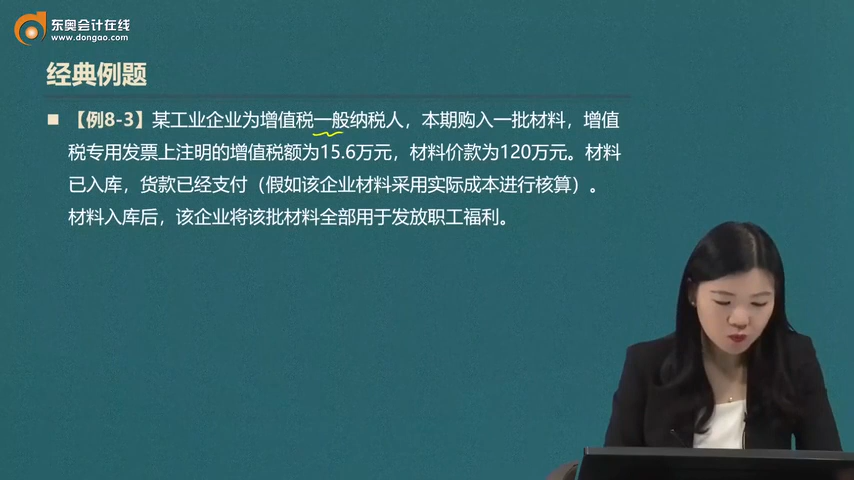 东奥会计在线
www.dongao.com
经典例题
【例8-3】某工业企业为增值税一般纳税人，本期购入一批材料，增值
税专用发票上注明的增值税额为15.6万元，材料价款为120万元。材料
已入库，货款已经支付（假如该企业材料采用实际成本进行核算）。
材料入库后，该企业将该批材料全部用于发放职工福利。